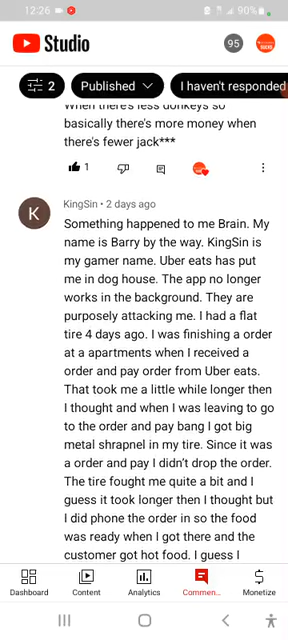 12:26
90%
Studio
95
2
Published
I haven't responded
When there's less donkeys so
basically there's more money when
there's fewer jack***
1
K
KingSin • 2 days ago
Something happened to me Brain. My
name is Barry by the way. KingSin is
my gamer name. Uber eats has put
me in dog house. The app no longer
works in the background. They are
purposely attacking me. I had a flat
tire 4 days ago. I was finishing a order
at a apartments when I received a
order and pay order from Uber eats.
That took me a little while longer then
I thought and when I was leaving to go
to the order and pay bang I got big
metal shrapnel in my tire. Since it was
a order and pay I didn't drop the order.
The tire fought me quite a bit and I
guess it took longer then I thought but
I did phone the order in so the food
was ready when I got there and the
customer got hot food. I guess I
Dashboard
Content
Analytics
Commen...
Monetize